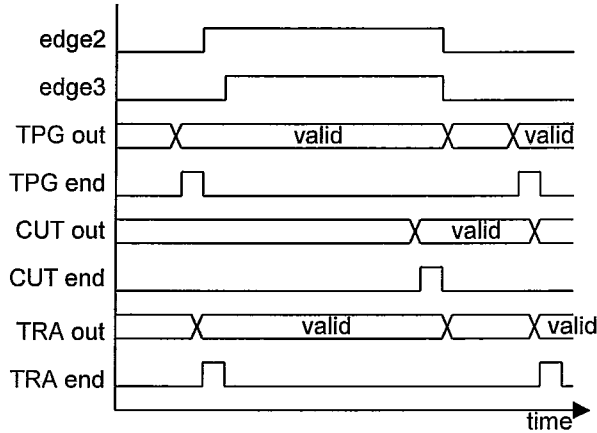 edge2
edge3
TPG out valid valid
TPG end
CUT out valid
CUT end
TRA out valid valid
TRA end
time